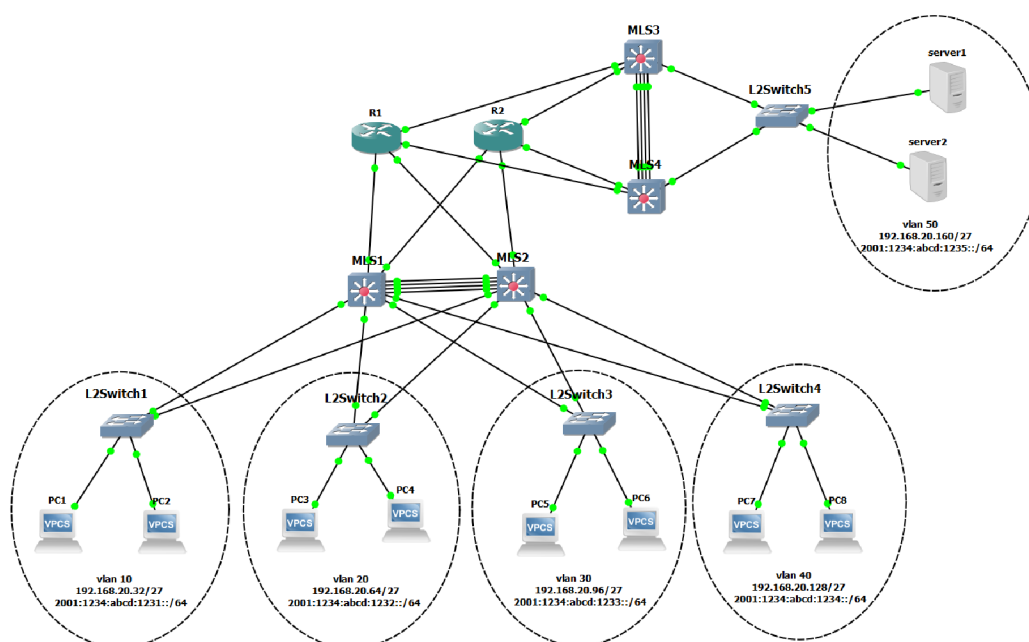 MLS3
server1
L2Switch5
R1
R2
server2
MLS4
vlan 50
192.168.20.160/27
2001:1234:abcd:1235::/64
MLS1
MLS2
L2Switch1
L2Switch2
L2Switch3
L2Switch4
PC1
PC2
PC3
PC4
PC5
PC6
PC7
PC8
VPCS
VPCS
VPCS
VPCS
VPCS
VPCS
VPCS
VPCS
vlan 10
192.168.20.32/27
2001:1234:abcd:1231::/64
vlan 20
192.168.20.64/27
2001:1234:abcd:1232::/64
vlan 30
192.168.20.96/27
2001:1234:abcd:1233::/64
vlan 40
192.168.20.128/27
2001:1234:abcd:1234::/64